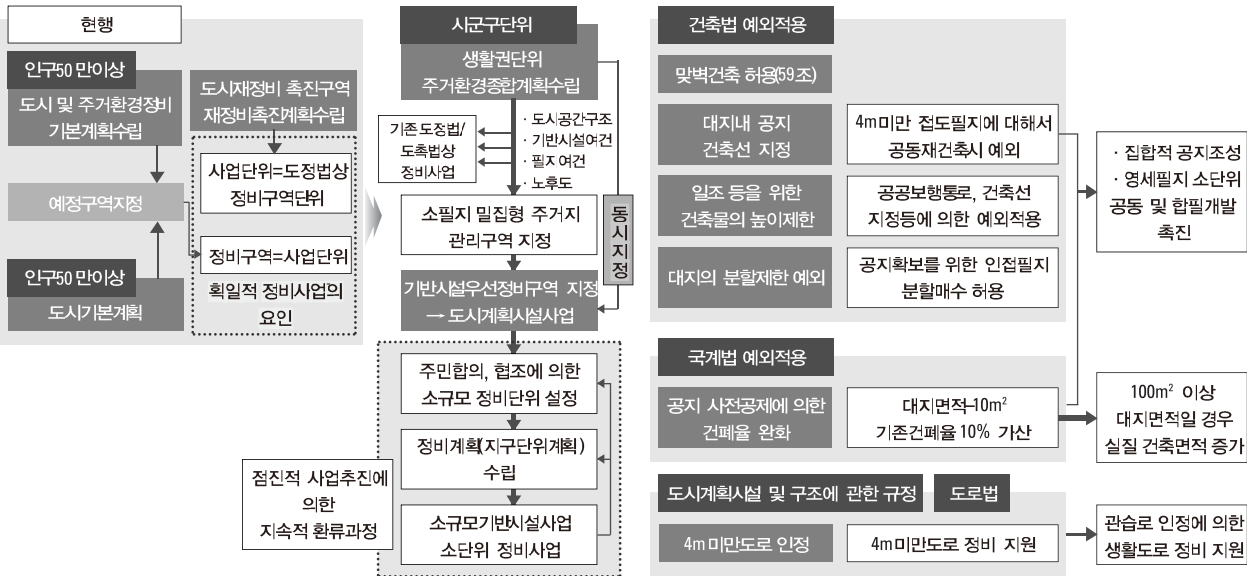 현행
인구50만이상
도시 및 주거환경정비
기본계획수립
예정구역지정
인구50만이상
도시기본계획
도시재정비 촉진구역
재정비촉진계획수립
사업단위=도정법상
정비구역단위
정비구역=사업단위
획일적 정비사업의
요인
시군구단위
생활권단위
주거환경종합계획수립
기존도정법/
도촉법상
정비사업
· 도시공간구조
· 기반시설여건
· 필지 여건
· 노후도
동시지정
소필지 밀집형 주거지
관리구역 지정
기반시설우선정비구역 지정
→ 도시계획시설사업
주민합의, 협조에 의한
소규모 정비단위 설정
정비계획(지구단위계획)
수립
소규모기반시설사업
소단위 정비사업
점진적 사업추진에
의한
지속적 환류과정
건축법 예외적용
맞벽건축 허용(59조)
대지내 공지
건축선 지정
4m미만 접도필지에 대해서
공동재건축시 예외
일조 등을 위한
건축물의 높이제한
공공보행통로, 건축선
지정등에 의한 예외적용
대지의 분할제한 예외
공지확보를 위한 인접필지
분할매수 허용
· 집합적 공지조성
· 영세필지 소단위
공동 및 합필개발
촉진
국계법 예외적용
공지 사전공제에 의한
건폐율 완화
대지면적-10m²
기존건폐율 10% 가산
100m² 이상
대지면적일 경우
실질 건축면적 증가
도시계획시설 및 구조에 관한 규정
도로법
4m미만도로 인정
4m미만도로 정비 지원
관습로 인정에 의한
생활도로 정비 지원